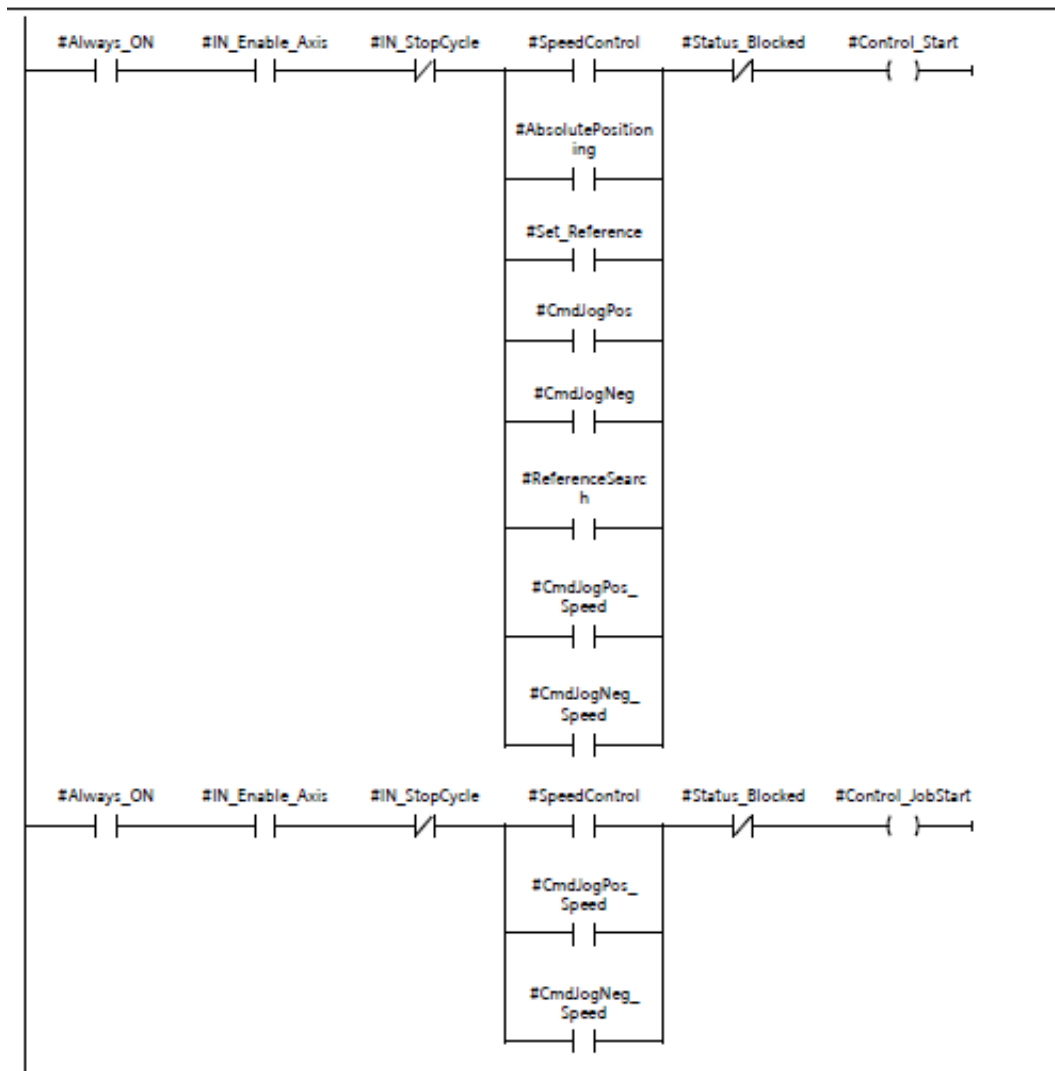 #Always_ON #IN_Enable_Axis #IN_StopCycle #SpeedControl #Status_Blocked #Control_Start
#AbsolutePosition
ing
#Set_Reference
#CmdJogPos
#CmdJogNeg
#ReferenceSearc
h
#CmdJogPos_
Speed
#CmdJogNeg_
Speed
#Always_ON #IN_Enable_Axis #IN_StopCycle #SpeedControl #Status_Blocked #Control_JobStart
#CmdJogPos_
Speed
#CmdJogNeg_
Speed